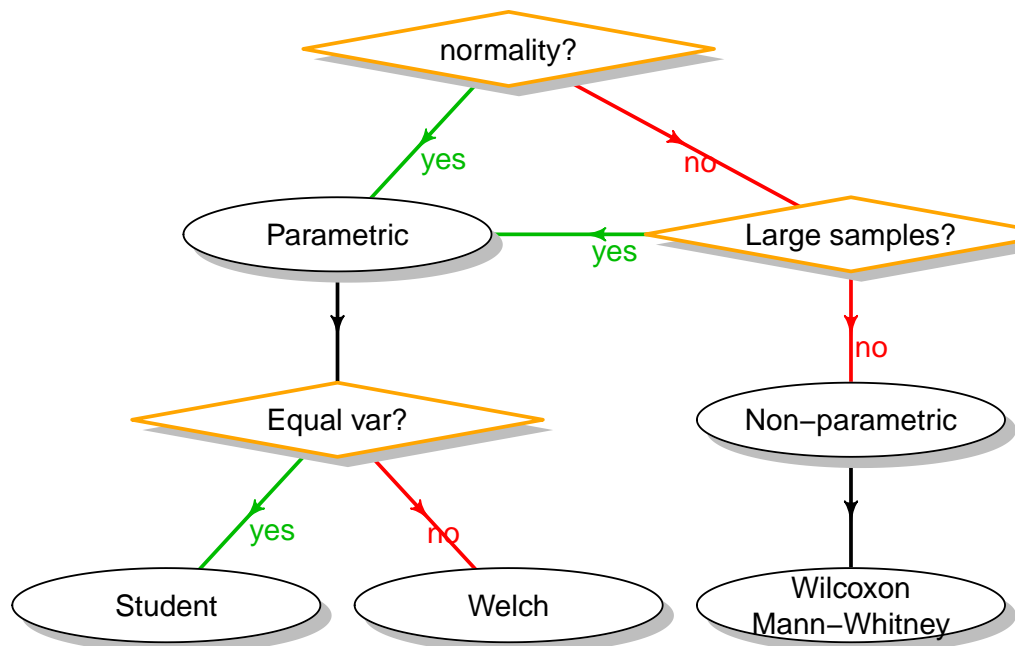 normality?
yes
no
Parametric
yes
Large samples?
no
Equal var?
Non−parametric
yes
no
Student
Welch
Wilcoxon
Mann−Whitney